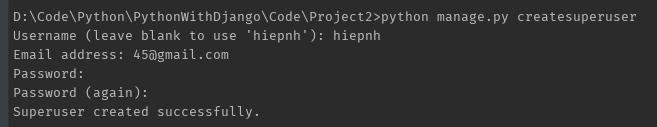 D:\Code\Python\PythonWithDjango\Code\Project2>python manage.py createsuperuser
Username (leave blank to use 'hiepnh'): hiepnh
Email address: 45@gmail.com
Password:
Password (again):
Superuser created successfully.